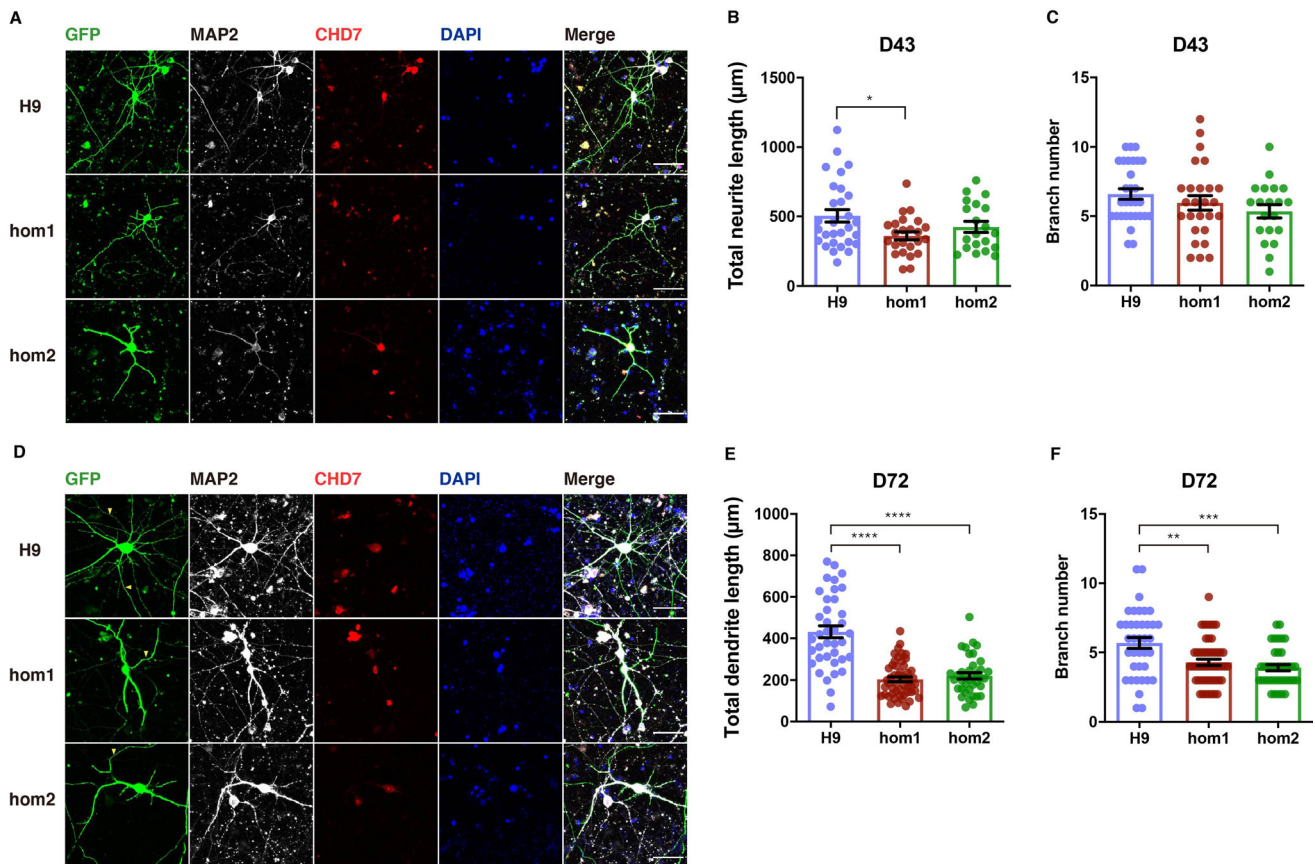 A
GFP MAP2 CHD7 DAPI Merge
H9
hom1
hom2
B
D43
Total neurite length (µm)
1500
1000
500
0
*
H9 hom1 hom2
C
D43
Branch number
15
10
5
0
H9 hom1 hom2
D
GFP MAP2 CHD7 DAPI Merge
H9
hom1
hom2
E
D72
Total dendrite length (µm)
1000
800
600
400
200
0
****
****
H9 hom1 hom2
F
D72
Branch number
15
10
5
0
***
**
H9 hom1 hom2